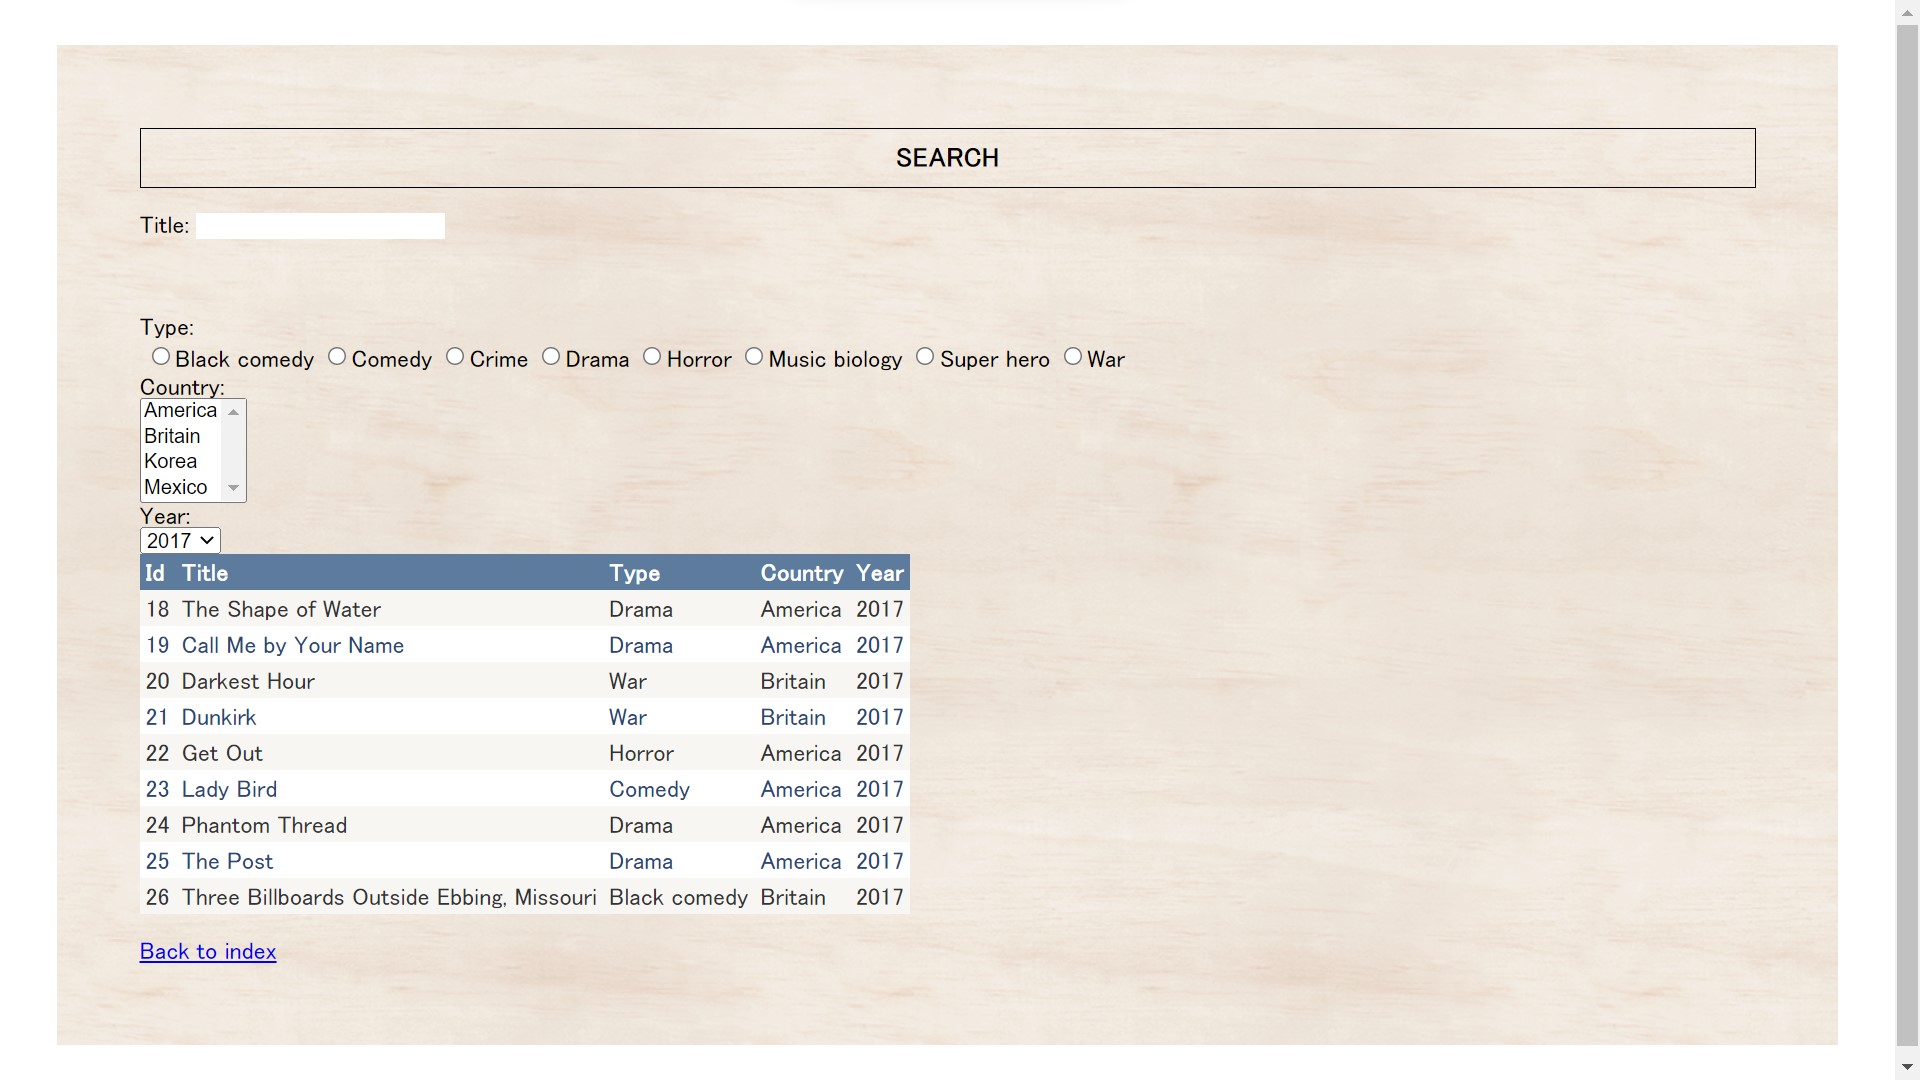 SEARCH
Title:
Type:
Black comedy Comedy Crime Drama Horror Music biology Super hero War
Country:
America
Britain
Korea
Mexico
Year:
2017
Id Title Type Country Year
18 The Shape of Water Drama America 2017
19 Call Me by Your Name Drama America 2017
20 Darkest Hour War Britain 2017
21 Dunkirk War Britain 2017
22 Get Out Horror America 2017
23 Lady Bird Comedy America 2017
24 Phantom Thread Drama America 2017
25 The Post Drama America 2017
26 Three Billboards Outside Ebbing, Missouri Black comedy Britain 2017
Back to index